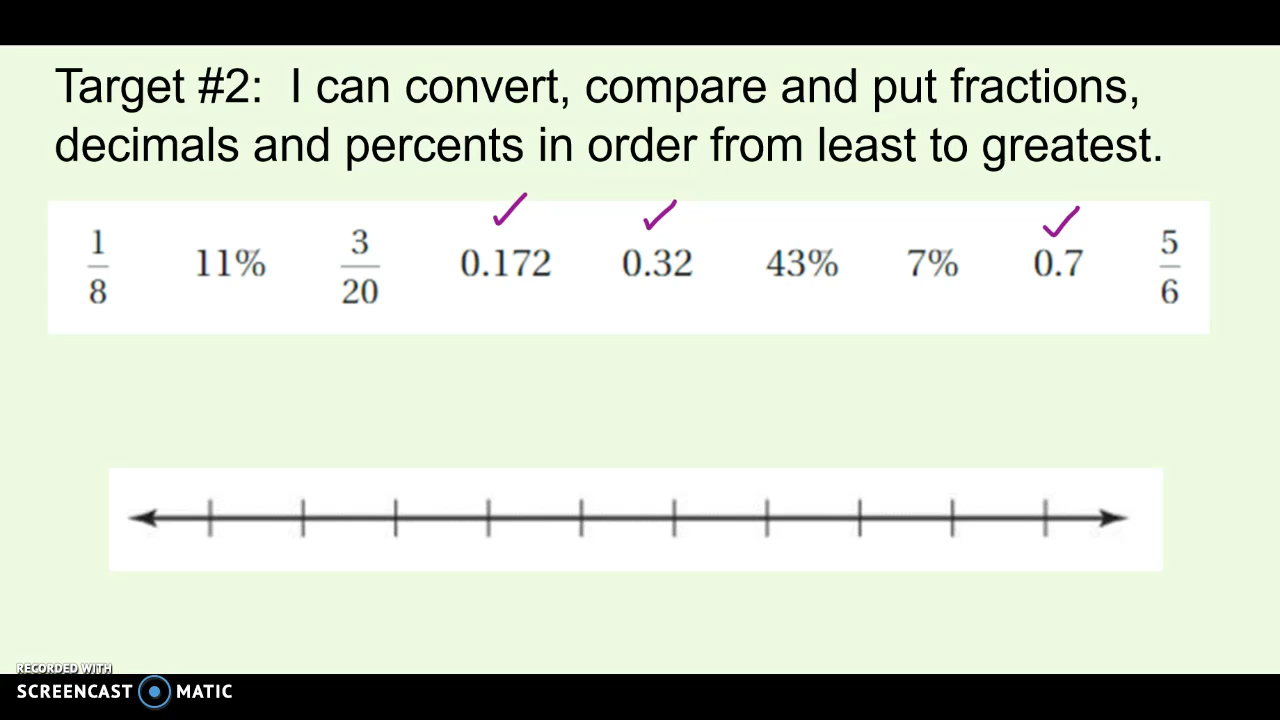 Target #2: I can convert, compare and put fractions,
decimals and percents in order from least to greatest.
1/8 11% 3/20 0.172 0.32 43% 7% 0.7 5/6
RECORDED WITH
SCREENCAST MATIC